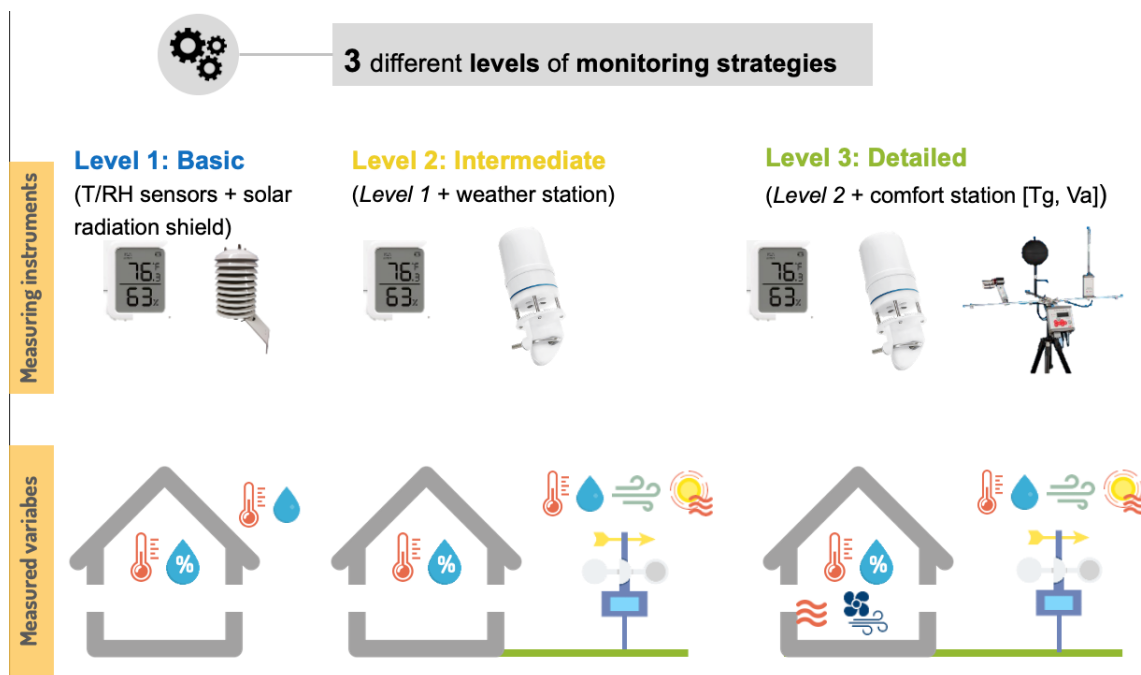 3 different levels of monitoring strategies
Measuring instruments
Level 1: Basic
(T/RH sensors + solar
radiation shield)
Level 2: Intermediate
(Level 1 + weather station)
Level 3: Detailed
(Level 2 + comfort station [Tg, Va])
76.3 °F
63%
76.3 °F
63%
76.3 °F
63%
Measured variabes
%
%
%